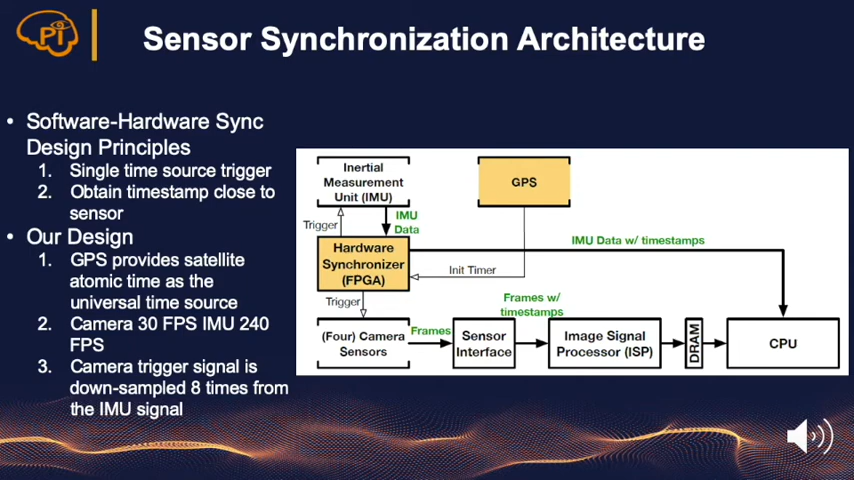 PI
Sensor Synchronization Architecture
• Software-Hardware Sync
Design Principles
1. Single time source trigger
2. Obtain timestamp close to
sensor
• Our Design
1. GPS provides satellite
atomic time as the
universal time source
2. Camera 30 FPS IMU 240
FPS
3. Camera trigger signal is
down-sampled 8 times from
the IMU signal
Inertial
Measurement
Unit (IMU)
GPS
Trigger
IMU
Data
Hardware
Synchronizer
(FPGA)
IMU Data w/ timestamps
Init Timer
Trigger
Frames w/
timestamps
(Four) Camera
Sensors
Frames
Sensor
Interface
Image Signal
Processor (ISP)
DRAM
CPU